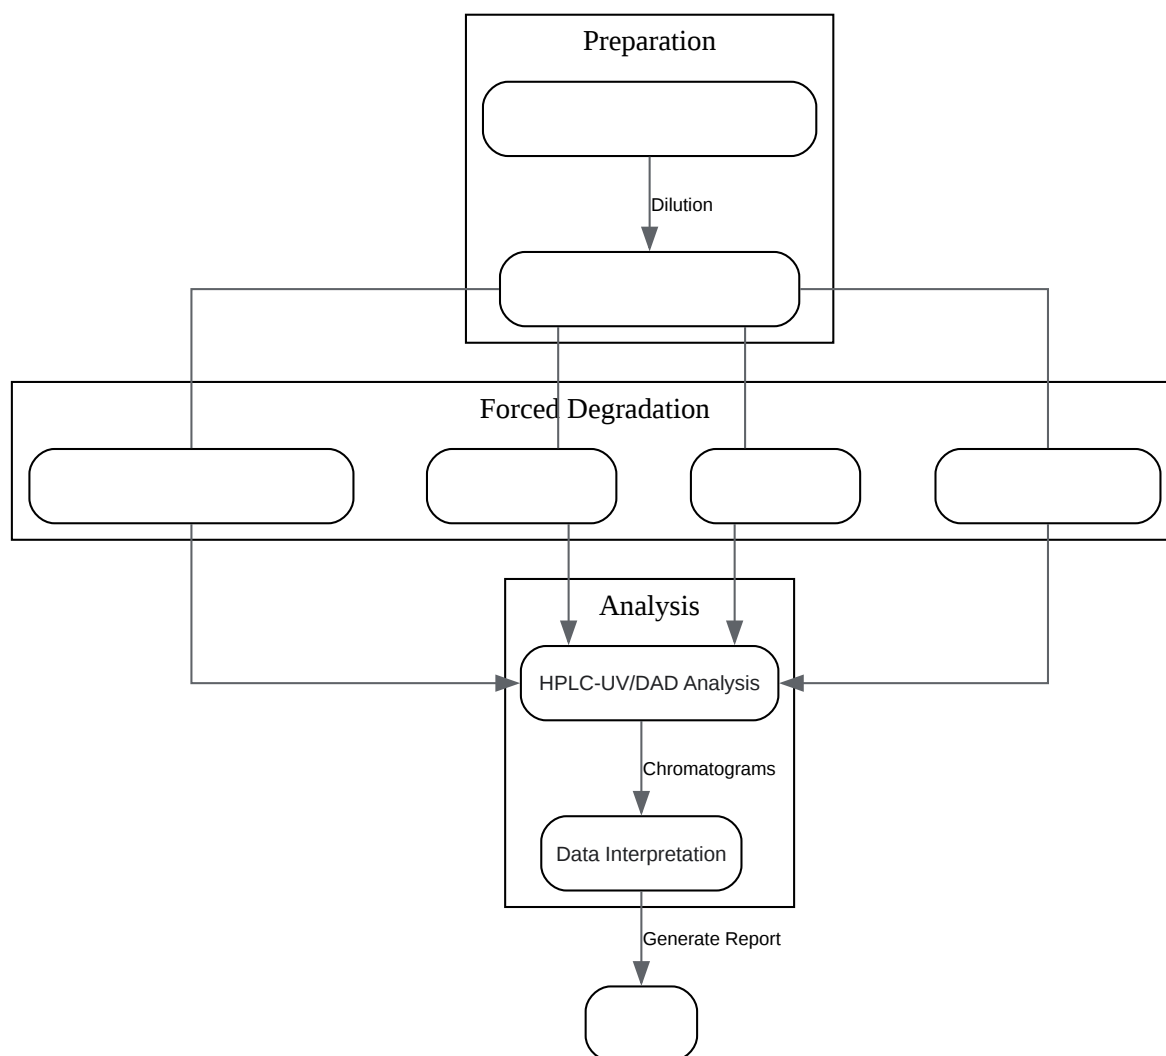 Preparation
Dilution
Forced Degradation
Analysis
HPLC-UV/DAD Analysis
Chromatograms
Data Interpretation
Generate Report